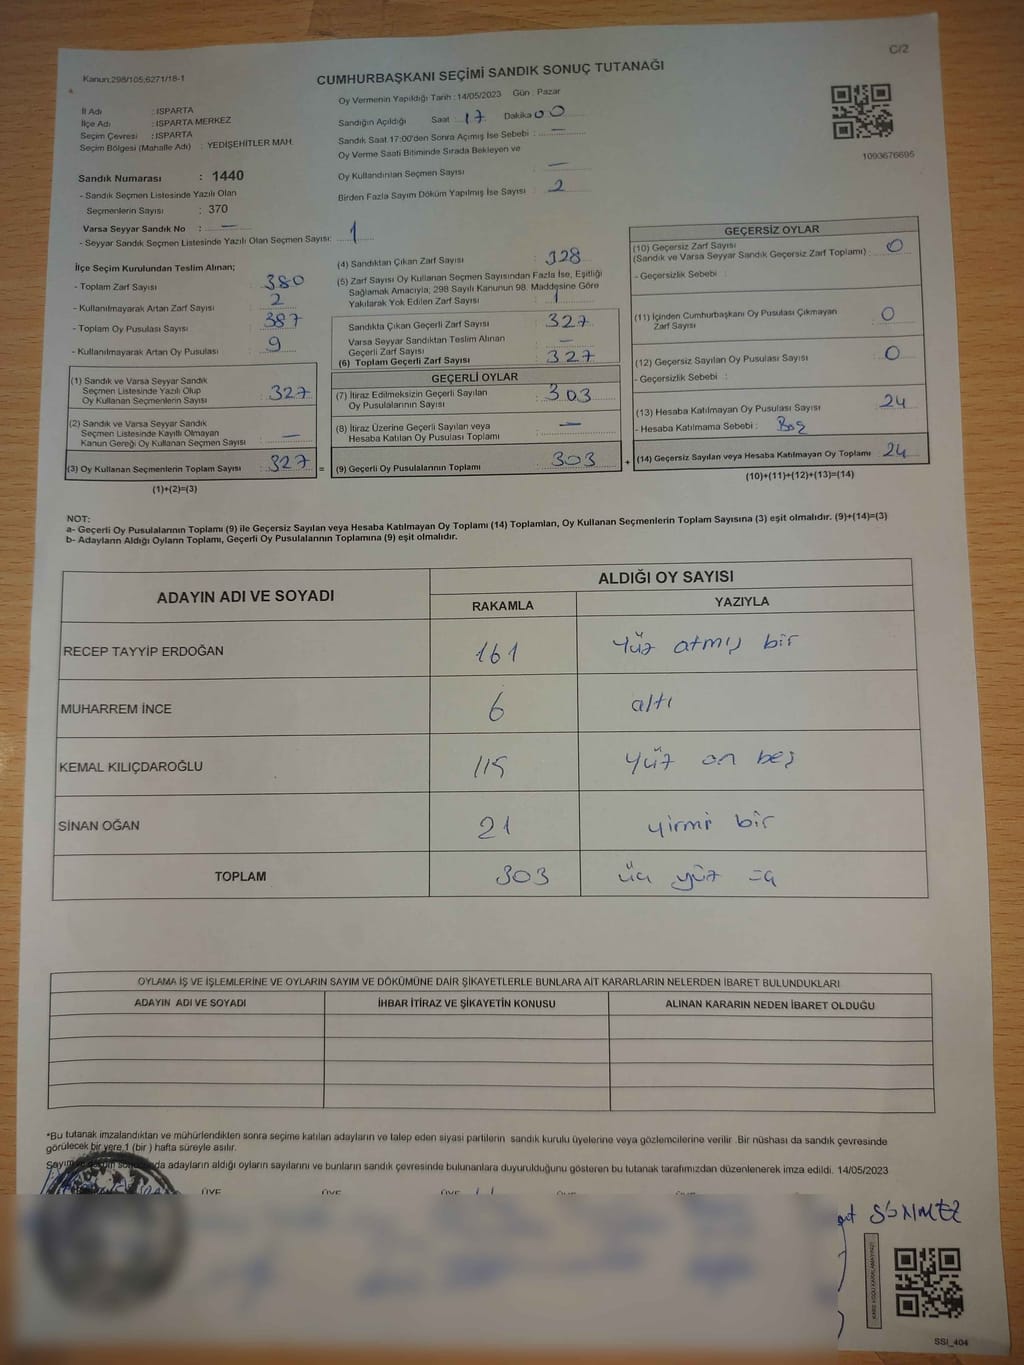 C/2
Kanun:298/105;6271/18-1
CUMHURBAŞKANI SEÇİMİ SANDIK SONUÇ TUTANAĞI
İl Adı : ISPARTA
İlçe Adı : ISPARTA MERKEZ
Seçim Çevresi : ISPARTA
Seçim Bölgesi (Mahalle Adı) : YEDİŞEHİTLER MAH.
Sandık Numarası : 1440
- Sandık Seçmen Listesinde Yazılı Olan
Seçmenlerin Sayısı : 370
Varsa Seyyar Sandık No : —
- Seyyar Sandık Seçmen Listesinde Yazılı Olan Seçmen Sayısı: 1
Oy Vermenin Yapıldığı Tarih : 14/05/2023 Gün : Pazar
Sandığın Açıldığı Saat 17 Dakika 00
Sandık Saat 17:00'den Sonra Açımış İse Sebebi : —
Oy Verme Saati Bitiminde Sırada Bekleyen ve
Oy Kullandırılan Seçmen Sayısı : —
Birden Fazla Sayım Döküm Yapılmış İse Sayısı : 2
1093676695
İlçe Seçim Kurulundan Teslim Alınan;
- Toplam Zarf Sayısı : 380
- Kullanılmayarak Artan Zarf Sayısı : 2
- Toplam Oy Pusulası Sayısı : 387
- Kullanılmayarak Artan Oy Pusulası : 9
(1) Sandık ve Varsa Seyyar Sandık
Seçmen Listesinde Yazılı Olup
Oy Kullanan Seçmenlerin Sayısı : 327
(2) Sandık ve Varsa Seyyar Sandık
Seçmen Listesinde Kayıtlı Olmayan
Kanun Gereği Oy Kullanan Seçmen Sayısı : —
(3) Oy Kullanan Seçmenlerin Toplam Sayısı : 327 =
(1)+(2)=(3)
(4) Sandıktan Çıkan Zarf Sayısı : 328
(5) Zarf Sayısı Oy Kullanan Seçmen Sayısından Fazla İse, Eşitliği
Sağlamak Amacıyla; 298 Sayılı Kanunun 98. Maddesine Göre
Yakılarak Yok Edilen Zarf Sayısı : 1
Sandıkta Çıkan Geçerli Zarf Sayısı : 327
Varsa Seyyar Sandıktan Teslim Alınan
Geçerli Zarf Sayısı : —
(6) Toplam Geçerli Zarf Sayısı : 327
GEÇERLİ OYLAR
(7) İtiraz Edilmeksizin Geçerli Sayılan
Oy Pusulalarının Sayısı : 303
(8) İtiraz Üzerine Geçerli Sayılan veya
Hesaba Katılan Oy Pusulası Toplamı : —
(9) Geçerli Oy Pusulalarının Toplamı : 303 +
GEÇERSİZ OYLAR
(10) Geçersiz Zarf Sayısı
(Sandık ve Varsa Seyyar Sandık Geçersiz Zarf Toplamı) : 0
- Geçersizlik Sebebi :
(11) İçinden Cumhurbaşkanı Oy Pusulası Çıkmayan
Zarf Sayısı : 0
(12) Geçersiz Sayılan Oy Pusulası Sayısı : 0
- Geçersizlik Sebebi :
(13) Hesaba Katılmayan Oy Pusulası Sayısı : 24
- Hesaba Katılmama Sebebi : Boş
(14) Geçersiz Sayılan veya Hesaba Katılmayan Oy Toplamı : 24
(10)+(11)+(12)+(13)=(14)
NOT:
a- Geçerli Oy Pusulalarının Toplamı (9) ile Geçersiz Sayılan veya Hesaba Katılmayan Oy Toplamı (14) Toplamları, Oy Kullanan Seçmenlerin Toplam Sayısına (3) eşit olmalıdır. (9)+(14)=(3)
b- Adayların Aldığı Oyların Toplamı, Geçerli Oy Pusulalarının Toplamına (9) eşit olmalıdır.
ADAYIN ADI VE SOYADI
ALDIĞI OY SAYISI
RAKAMLA YAZIYLA
RECEP TAYYİP ERDOĞAN 161 Yüz atmış bir
MUHARREM İNCE 6 altı
KEMAL KILIÇDAROĞLU 115 Yüz on beş
SİNAN OĞAN 21 yirmi bir
TOPLAM 303 üç yüz üç
OYLAMA İŞ VE İŞLEMLERİNE VE OYLARIN SAYIM VE DÖKÜMÜNE DAİR ŞİKAYETLERLE BUNLARA AİT KARARLARIN NELERDEN İBARET BULUNDUKLARI
ADAYIN ADI VE SOYADI İHBAR İTİRAZ VE ŞİKAYETİN KONUSU ALINAN KARARIN NEDEN İBARET OLDUĞU
*Bu tutanak imzalandıktan ve mühürlendikten sonra seçime katılan adayların ve talep eden siyasi partilerin sandık kurulu üyelerine veya gözlemcilerine verilir .Bir nüshası da sandık çevresinde
görülecek bir yere 1 (bir ) hafta süreyle asılır.
Sayım adayların aldığı oyların sayılarını ve bunların sandık çevresinde bulunanlara duyurulduğunu gösteren bu tutanak tarafımızdan düzenlenerek imza edildi. 14/05/2023
ÜYE ÜYE ÜYE
SÖNMEZ
SSI_404